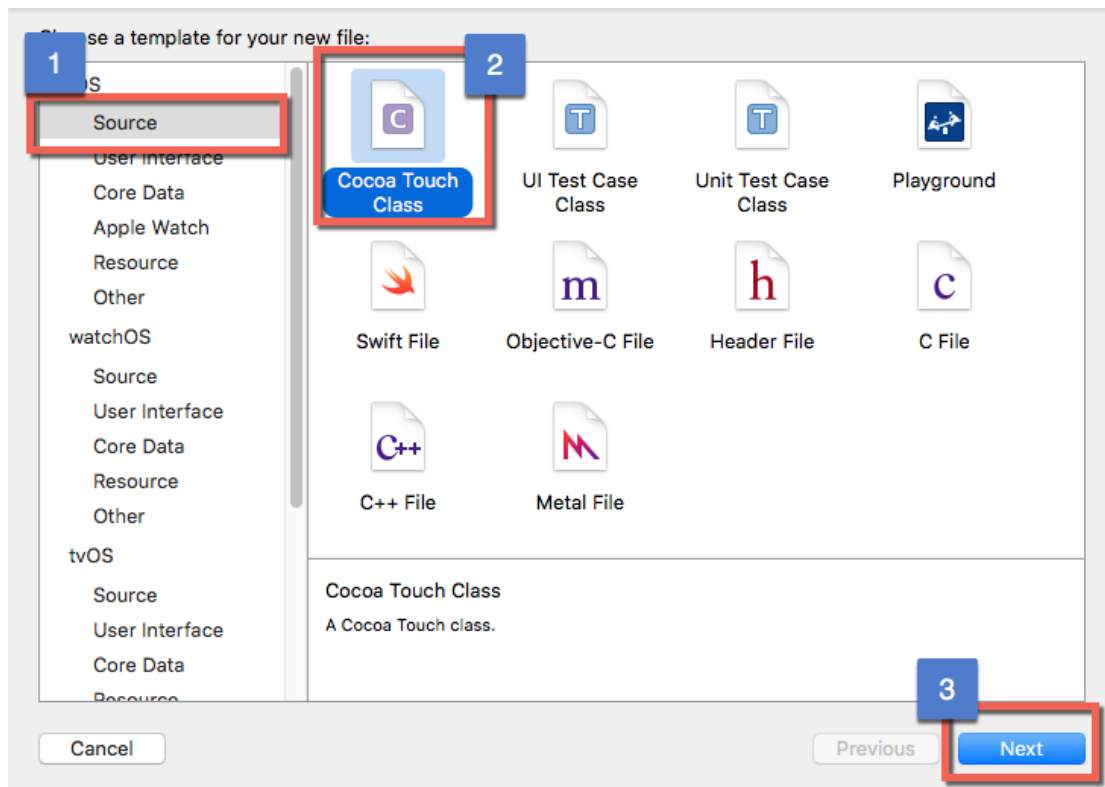 se a template for your new file:
1
2
S
Source
User Interface
Core Data
Apple Watch
Resource
Other
watchOS
Source
User Interface
Core Data
Resource
Other
tvOS
Source
User Interface
Core Data
Resource
C
Cocoa Touch
Class
T
UI Test Case
Class
T
Unit Test Case
Class
Playground
Swift File
m
Objective-C File
h
Header File
c
C File
C++
C++ File
Metal File
Cocoa Touch Class
A Cocoa Touch class.
3
Cancel
Previous
Next